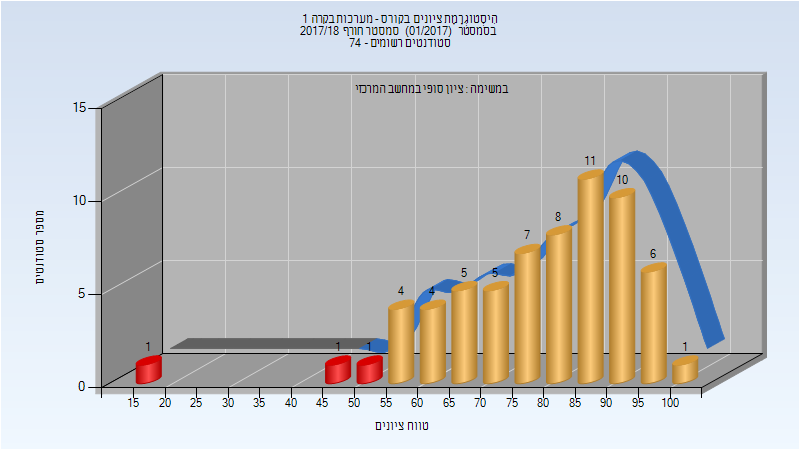 היסטוגרמת ציונים בקורס - מערכות בקרה 1
בסמסטר (01/2017) סמסטר חורף 2017/18
סטודנטים רשומים - 74
במשימה : ציון סופי במחשב המרכזי
מספר סטודנטים
15
10
5
0
1 1 1 4 4 5 5 7 8 11 10 6 1
15 20 25 30 35 40 45 50 55 60 65 70 75 80 85 90 95 100
טווח ציונים